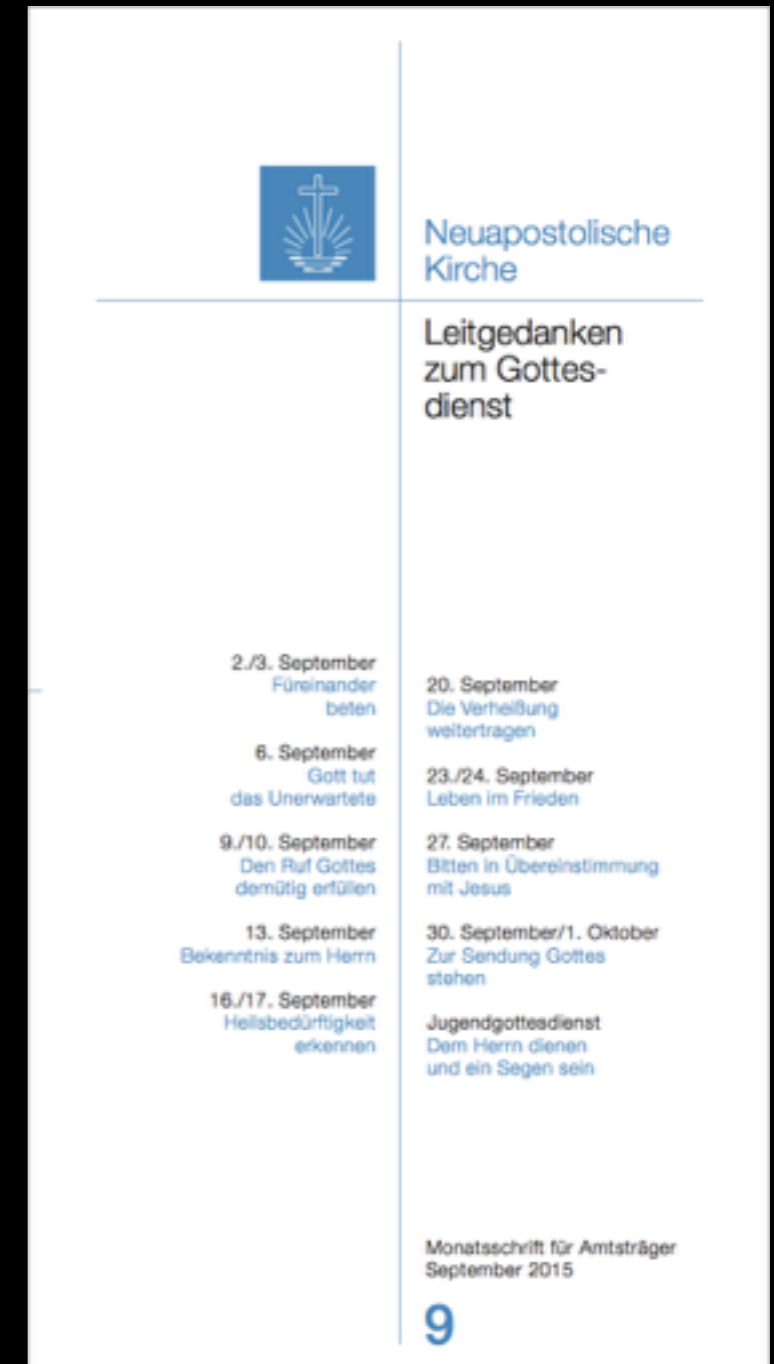 Neuapostolische
Kirche
Leitgedanken
zum Gottes-
dienst
2./3. September
Füreinander
beten
6. September
Gott tut
das Unerwartete
9./10. September
Den Ruf Gottes
demütig erfüllen
13. September
Bekenntnis zum Herrn
16./17. September
Heilsbedürftigkeit
erkennen
20. September
Die Verheißung
weitertragen
23./24. September
Leben im Frieden
27. September
Bitten in Übereinstimmung
mit Jesus
30. September/1. Oktober
Zur Sendung Gottes
stehen
Jugendgottesdienst
Dem Herrn dienen
und ein Segen sein
Monatsschrift für Amtsträger
September 2015
9